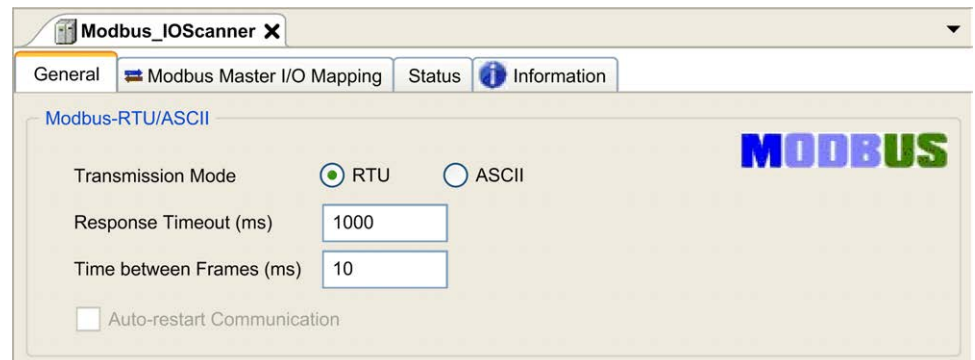 Modbus_IOScanner
General Modbus Master I/O Mapping Status Information
Modbus-RTU/ASCII
MODBUS
Transmission Mode RTU ASCII
Response Timeout (ms) 1000
Time between Frames (ms) 10
Auto-restart Communication